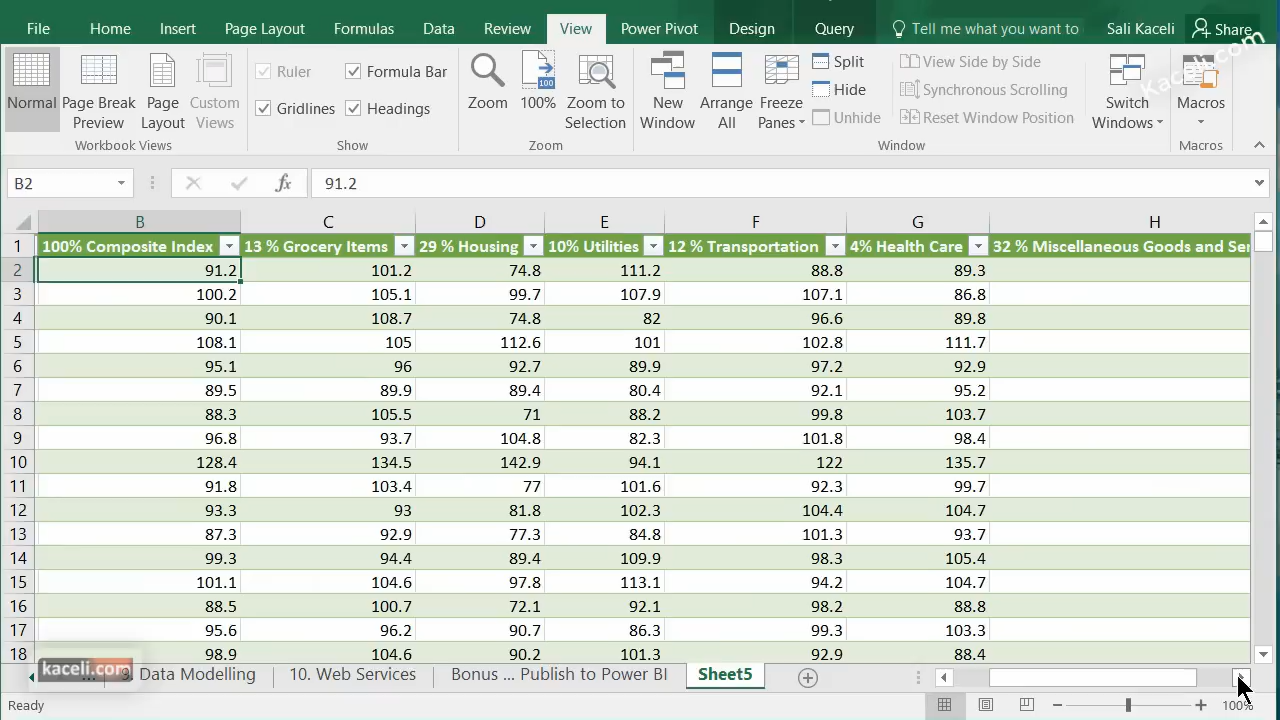 File Home Insert Page Layout Formulas Data Review View Power Pivot Design Query Tell me what you want to Sali Kaceli Share
Kaceli.com
Normal Page Break Preview Page Layout Custom Views
Workbook Views
Ruler Formula Bar
Gridlines Headings
Show
Zoom 100% Zoom to Selection
100
Zoom
New Window Arrange All Freeze Panes
Split View Side by Side
Hide Synchronous Scrolling
Unhide Reset Window Position
Switch Windows
Window
Macros
Macros
B2 fx 91.2
B C D E F G H
1 100% Composite Index 13 % Grocery Items 29 % Housing 10% Utilities 12 % Transportation 4% Health Care 32 % Miscellaneous Goods and Ser
2 91.2 101.2 74.8 111.2 88.8 89.3
3 100.2 105.1 99.7 107.9 107.1 86.8
4 90.1 108.7 74.8 82 96.6 89.8
5 108.1 105 112.6 101 102.8 111.7
6 95.1 96 92.7 89.9 97.2 92.9
7 89.5 89.9 89.4 80.4 92.1 95.2
8 88.3 105.5 71 88.2 99.8 103.7
9 96.8 93.7 104.8 82.3 101.8 98.4
10 128.4 134.5 142.9 94.1 122 135.7
11 91.8 103.4 77 101.6 92.3 99.7
12 93.3 93 81.8 102.3 104.4 104.7
13 87.3 92.9 77.3 84.8 101.3 93.7
14 99.3 94.4 89.4 109.9 98.3 105.4
15 101.1 104.6 97.8 113.1 94.2 104.7
16 88.5 100.7 72.1 92.1 98.2 88.8
17 95.6 96.2 90.7 86.3 99.3 103.3
18 98.9 104.6 90.2 101.3 92.9 88.4
kaceli.com
... 9. Data Modelling 10. Web Services Bonus ... Publish to Power BI Sheet5
Ready 100%